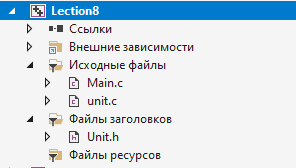 Lection8
Ссылки
Внешние зависимости
Исходные файлы
Main.c
unit.c
Файлы заголовков
Unit.h
Файлы ресурсов